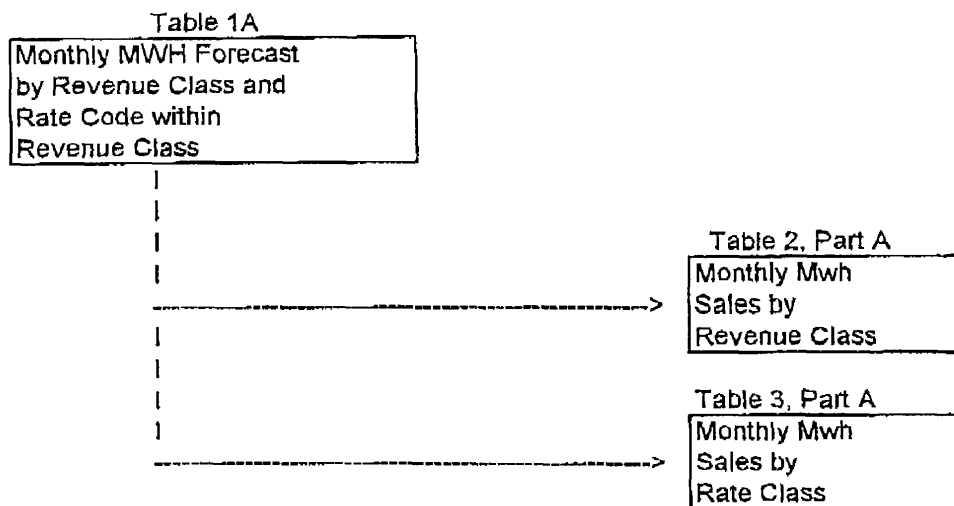 Table 1A
Monthly MWH Forecast
by Revenue Class and
Rate Code within
Revenue Class
Table 2, Part A
Monthly Mwh
Sales by
Revenue Class
Table 3, Part A
Monthly Mwh
Sales by
Rate Class